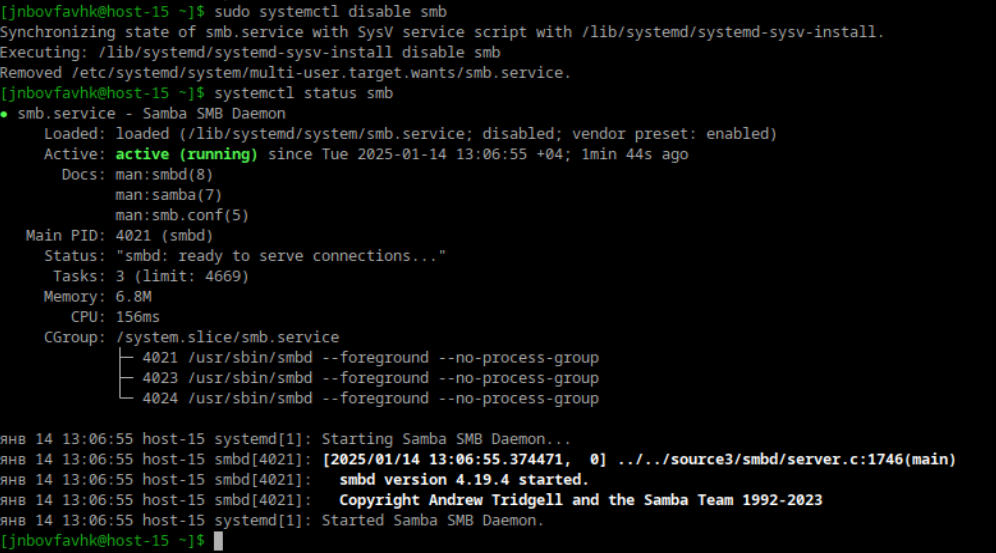 [jnbovfavhk@host-15 ~]$ sudo systemctl disable smb
Synchronizing state of smb.service with SysV service script with /lib/systemd/systemd-sysv-install.
Executing: /lib/systemd/systemd-sysv-install disable smb
Removed /etc/systemd/system/multi-user.target.wants/smb.service.
[jnbovfavhk@host-15 ~]$ systemctl status smb
● smb.service - Samba SMB Daemon
     Loaded: loaded (/lib/systemd/system/smb.service; disabled; vendor preset: enabled)
     Active: active (running) since Tue 2025-01-14 13:06:55 +04; 1min 44s ago
       Docs: man:smbd(8)
             man:samba(7)
             man:smb.conf(5)
   Main PID: 4021 (smbd)
     Status: "smbd: ready to serve connections..."
      Tasks: 3 (limit: 4669)
     Memory: 6.8M
        CPU: 156ms
     CGroup: /system.slice/smb.service
             ├─ 4021 /usr/sbin/smbd --foreground --no-process-group
             ├─ 4023 /usr/sbin/smbd --foreground --no-process-group
             └─ 4024 /usr/sbin/smbd --foreground --no-process-group
янв 14 13:06:55 host-15 systemd[1]: Starting Samba SMB Daemon...
янв 14 13:06:55 host-15 smbd[4021]: [2025/01/14 13:06:55.374471,  0] ../../source3/smbd/server.c:1746(main)
янв 14 13:06:55 host-15 smbd[4021]:   smbd version 4.19.4 started.
янв 14 13:06:55 host-15 smbd[4021]:   Copyright Andrew Tridgell and the Samba Team 1992-2023
янв 14 13:06:55 host-15 systemd[1]: Started Samba SMB Daemon.
[jnbovfavhk@host-15 ~]$